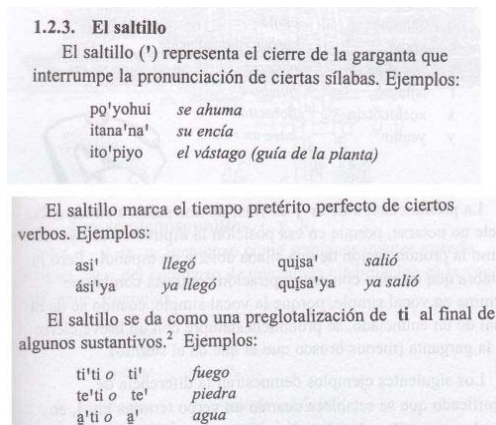 1.2.3. El saltillo
El saltillo (') representa el cierre de la garganta que
interrumpe la pronunciación de ciertas sílabas. Ejemplos:
po̱'yohui se ahuma
itana'na' su encía
ito'piyo el vástago (guía de la planta)
El saltillo marca el tiempo pretérito perfecto de ciertos
verbos. Ejemplos:
asi' llegó quisa' salió
ási'ya ya llegó quísa'ya ya salió
El saltillo se da como una preglotalización de ti al final de
algunos sustantivos.² Ejemplos:
ti'ti o ti' fuego
te'ti o te' piedra
a̱'ti o a̱' agua